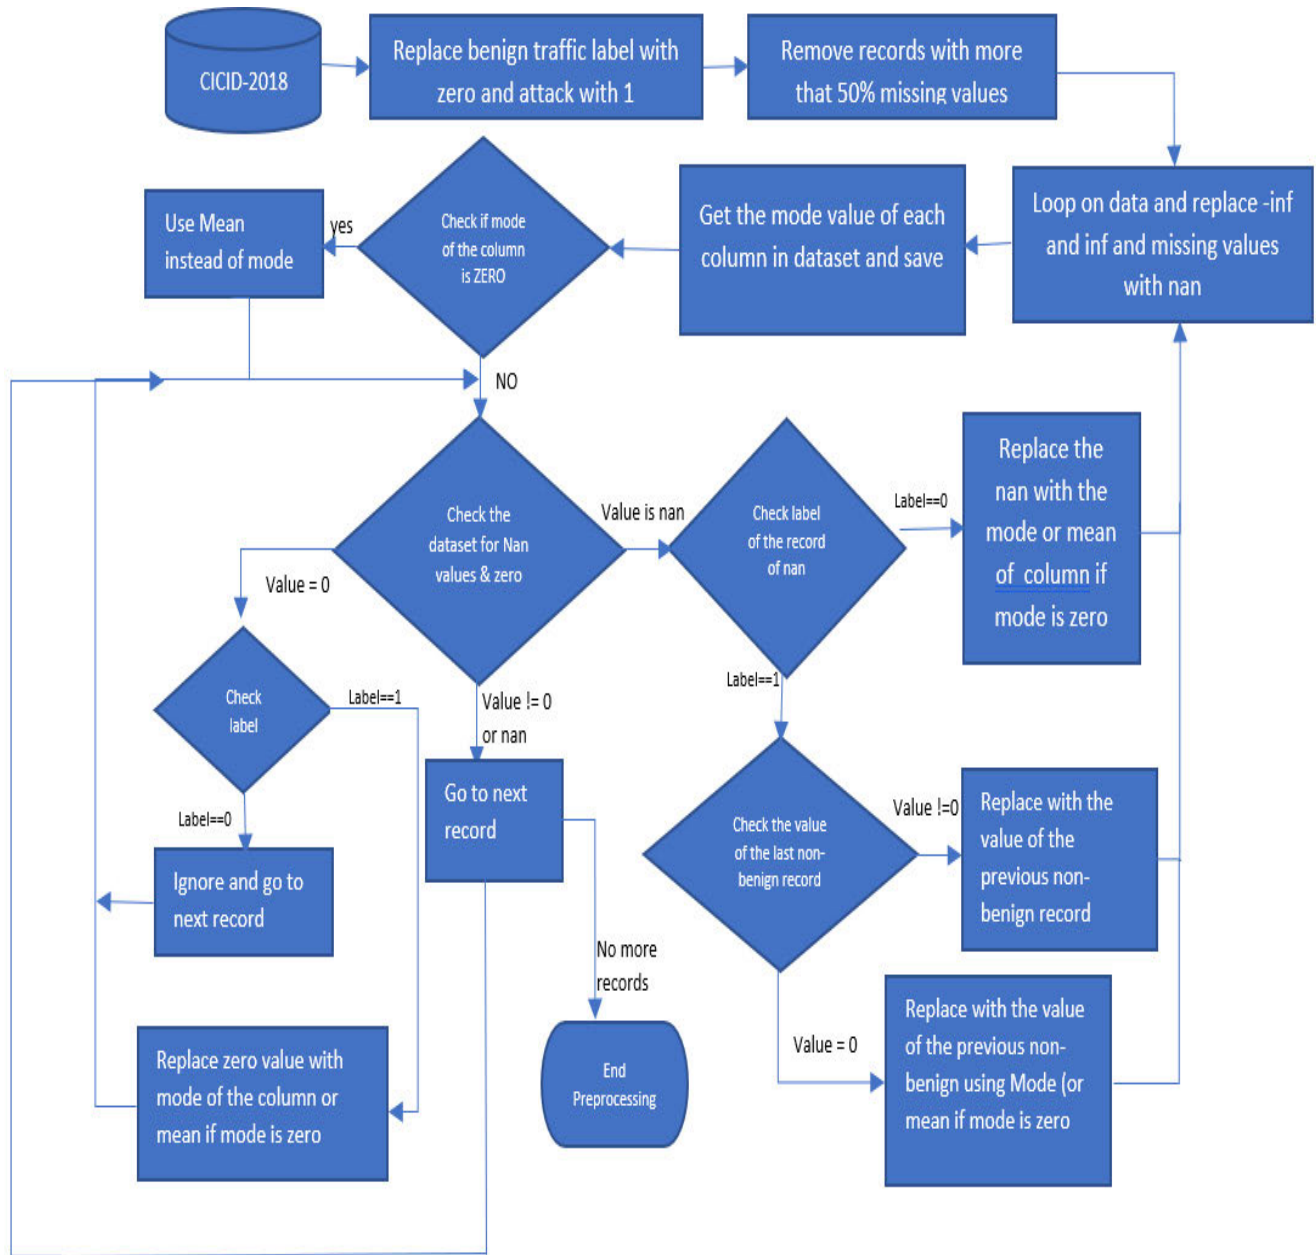 CICID-2018
Replace benign traffic label with
zero and attack with 1
Remove records with more
that 50% missing values
Loop on data and replace -inf
and inf and missing values
with nan
Get the mode value of each
column in dataset and save
Check if mode
of the column
is ZERO
yes
Use Mean
instead of mode
NO
Check the
dataset for Nan
values & zero
Value is nan
Check label
of the record
of nan
Label==0
Replace the
nan with the
mode or mean
of column if
mode is zero
Value = 0
Check
label
Label==1
Label==0
Ignore and go to
next record
Replace zero value with
mode of the column or
mean if mode is zero
Value != 0
or nan
Go to next
record
No more
records
End
Preprocessing
Label==1
Check the value
of the last non-
benign record
Value !=0
Replace with the
value of the
previous non-
benign record
Value = 0
Replace with the value
of the previous non-
benign using Mode (or
mean if mode is zero